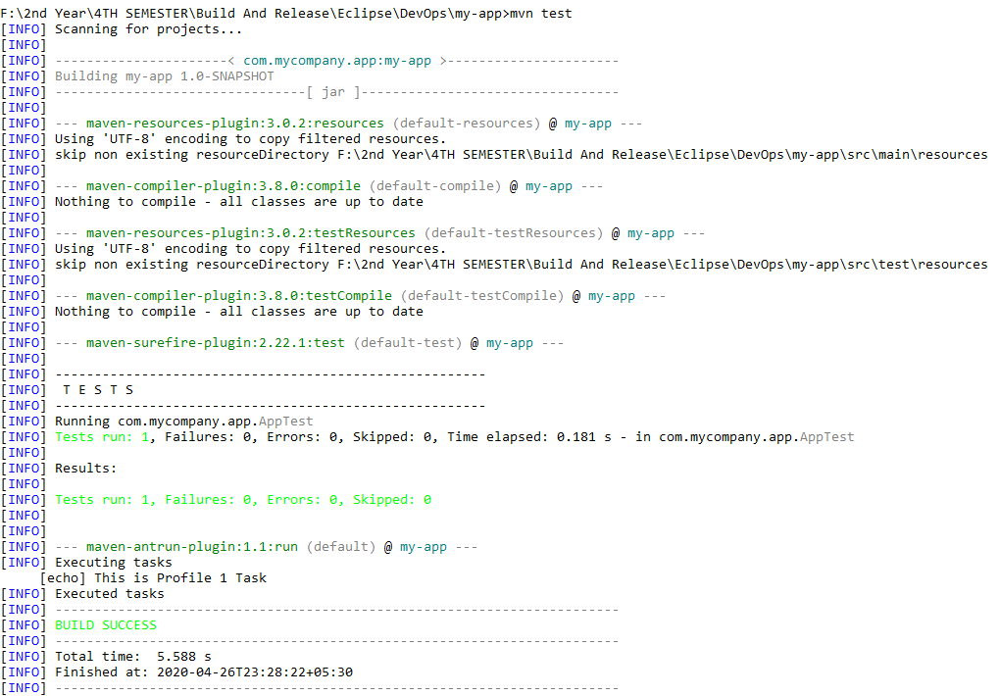 F:\2nd Year\4TH SEMESTER\Build And Release\Eclipse\DevOps\my-app>mvn test
[INFO] Scanning for projects...
[INFO]
[INFO] ----------------------< com.mycompany.app:my-app >----------------------
[INFO] Building my-app 1.0-SNAPSHOT
[INFO] --------------------------------[ jar ]---------------------------------
[INFO]
[INFO] --- maven-resources-plugin:3.0.2:resources (default-resources) @ my-app ---
[INFO] Using 'UTF-8' encoding to copy filtered resources.
[INFO] skip non existing resourceDirectory F:\2nd Year\4TH SEMESTER\Build And Release\Eclipse\DevOps\my-app\src\main\resources
[INFO]
[INFO] --- maven-compiler-plugin:3.8.0:compile (default-compile) @ my-app ---
[INFO] Nothing to compile - all classes are up to date
[INFO]
[INFO] --- maven-resources-plugin:3.0.2:testResources (default-testResources) @ my-app ---
[INFO] Using 'UTF-8' encoding to copy filtered resources.
[INFO] skip non existing resourceDirectory F:\2nd Year\4TH SEMESTER\Build And Release\Eclipse\DevOps\my-app\src\test\resources
[INFO]
[INFO] --- maven-compiler-plugin:3.8.0:testCompile (default-testCompile) @ my-app ---
[INFO] Nothing to compile - all classes are up to date
[INFO]
[INFO] --- maven-surefire-plugin:2.22.1:test (default-test) @ my-app ---
[INFO]
[INFO] -------------------------------------------------------
[INFO]  T E S T S
[INFO] -------------------------------------------------------
[INFO] Running com.mycompany.app.AppTest
[INFO] Tests run: 1, Failures: 0, Errors: 0, Skipped: 0, Time elapsed: 0.181 s - in com.mycompany.app.AppTest
[INFO]
[INFO] Results:
[INFO]
[INFO] Tests run: 1, Failures: 0, Errors: 0, Skipped: 0
[INFO]
[INFO]
[INFO] --- maven-antrun-plugin:1.1:run (default) @ my-app ---
[INFO] Executing tasks
     [echo] This is Profile 1 Task
[INFO] Executed tasks
[INFO] ------------------------------------------------------------------------
[INFO] BUILD SUCCESS
[INFO] ------------------------------------------------------------------------
[INFO] Total time:  5.588 s
[INFO] Finished at: 2020-04-26T23:28:22+05:30
[INFO] ------------------------------------------------------------------------